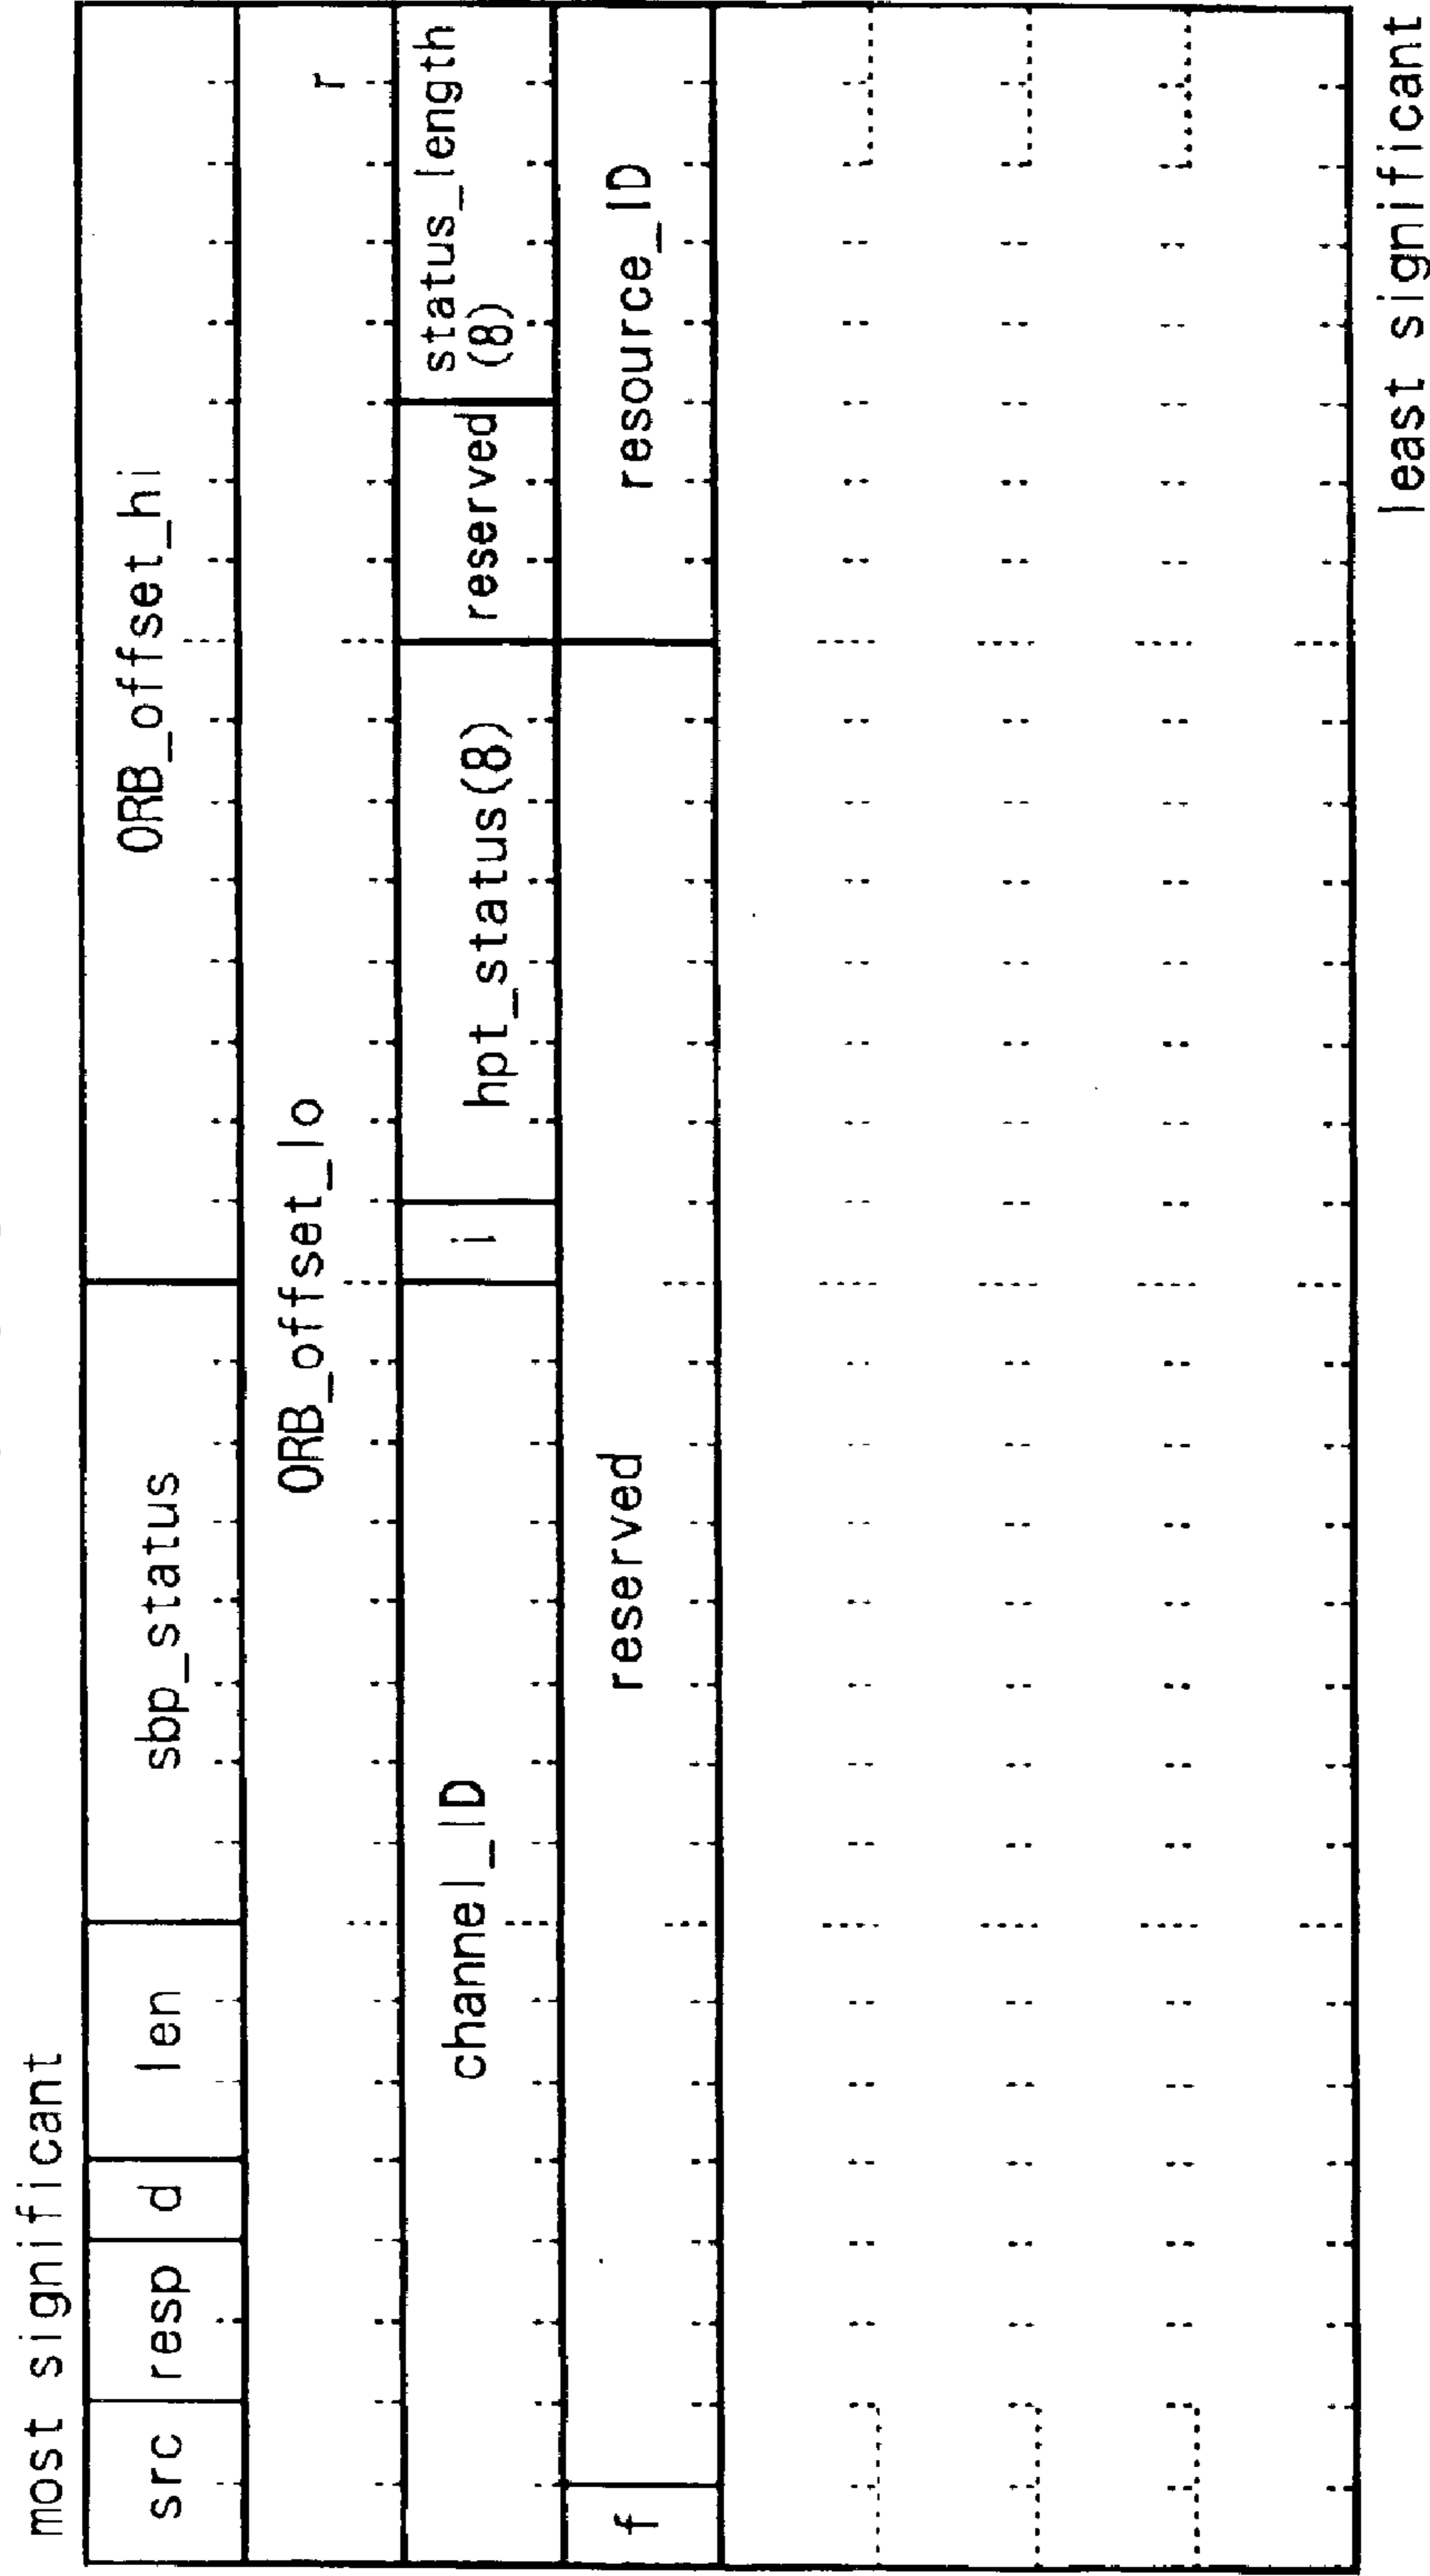 most significant
src resp d len sbp_status ORB_offset_hi
ORB_offset_lo r
channel_ID i hpt_status(8) reserved status_length
(8)
f reserved resource_ID
least significant